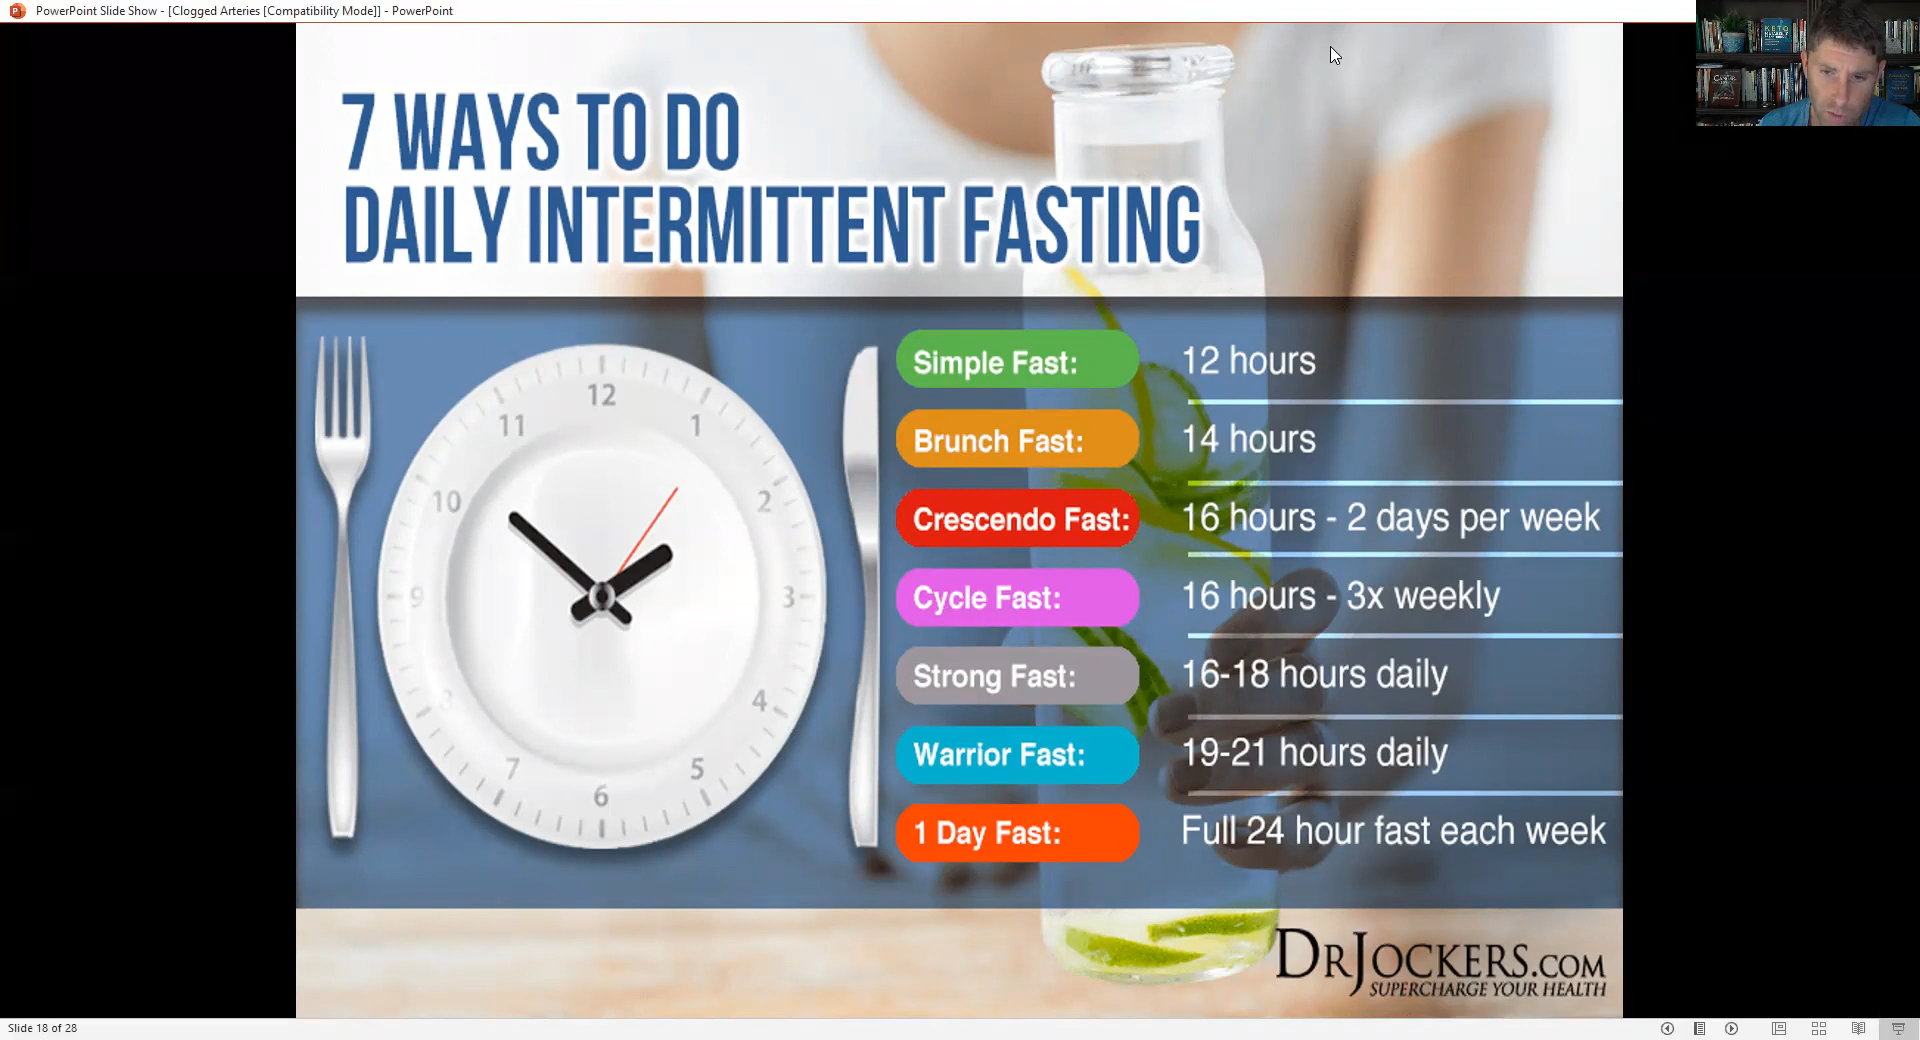 PowerPoint Slide Show - [Clogged Arteries [Compatibility Mode]] - PowerPoint
KETO
Cancer
7 WAYS TO DO
DAILY INTERMITTENT FASTING
12
11
1
10
2
9
3
3
4
7
5
6
Simple Fast: 12 hours
Brunch Fast: 14 hours
Crescendo Fast: 16 hours - 2 days per week
Cycle Fast: 16 hours - 3x weekly
Strong Fast: 16-18 hours daily
Warrior Fast: 19-21 hours daily
1 Day Fast: Full 24 hour fast each week
DRJOCKERS.COM
SUPERCHARGE YOUR HEALTH
Slide 18 of 28